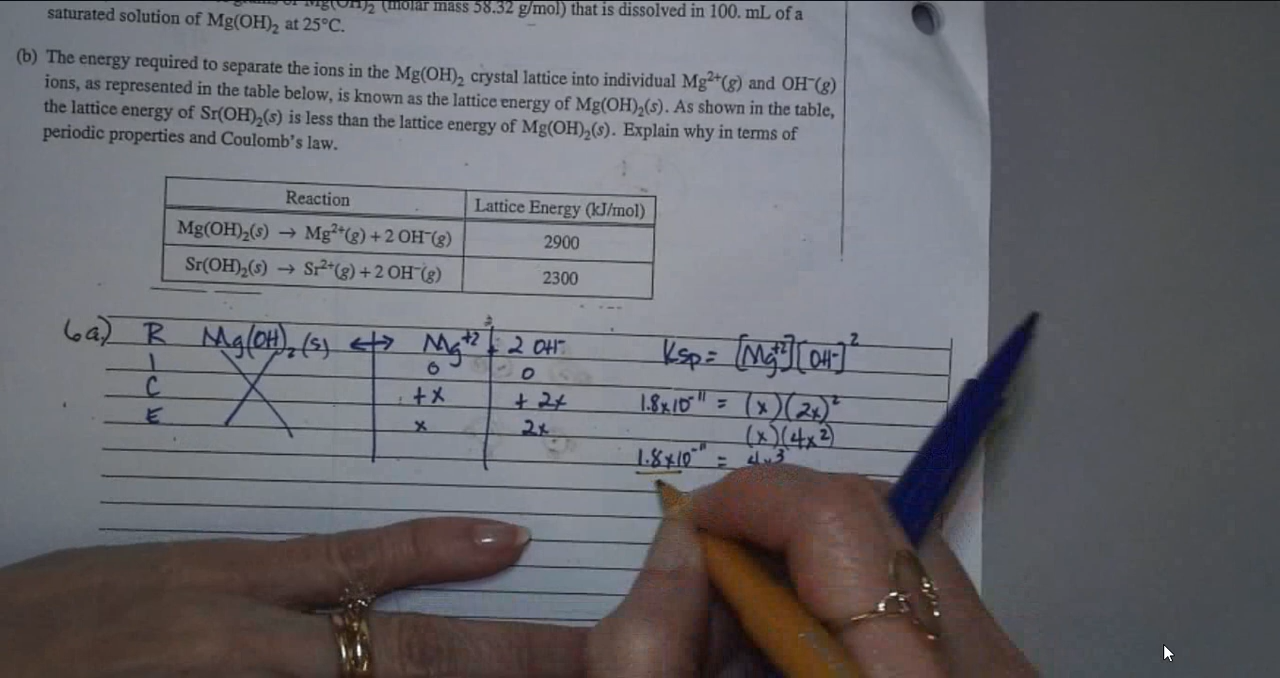 Mg(OH)₂ (molar mass 58.32 g/mol) that is dissolved in 100. mL of a
saturated solution of Mg(OH)₂ at 25°C.
(b) The energy required to separate the ions in the Mg(OH)₂ crystal lattice into individual Mg²⁺(g) and OH⁻(g)
ions, as represented in the table below, is known as the lattice energy of Mg(OH)₂(s). As shown in the table,
the lattice energy of Sr(OH)₂(s) is less than the lattice energy of Mg(OH)₂(s). Explain why in terms of
periodic properties and Coulomb's law.
Reaction Lattice Energy (kJ/mol)
Mg(OH)₂(s) → Mg²⁺(g) + 2 OH⁻(g) 2900
Sr(OH)₂(s) → Sr²⁺(g) + 2 OH⁻(g) 2300
6a) R Mg(OH)₂(s) ↔ Mg⁺² + 2 OH⁻ Ksp = [Mg⁺²][OH⁻]²
I 0 0
C +x + 2x 1.8x10⁻¹¹ = (x)(2x)²
E x 2x (x)(4x²)
1.8x10⁻¹¹ = 4x³